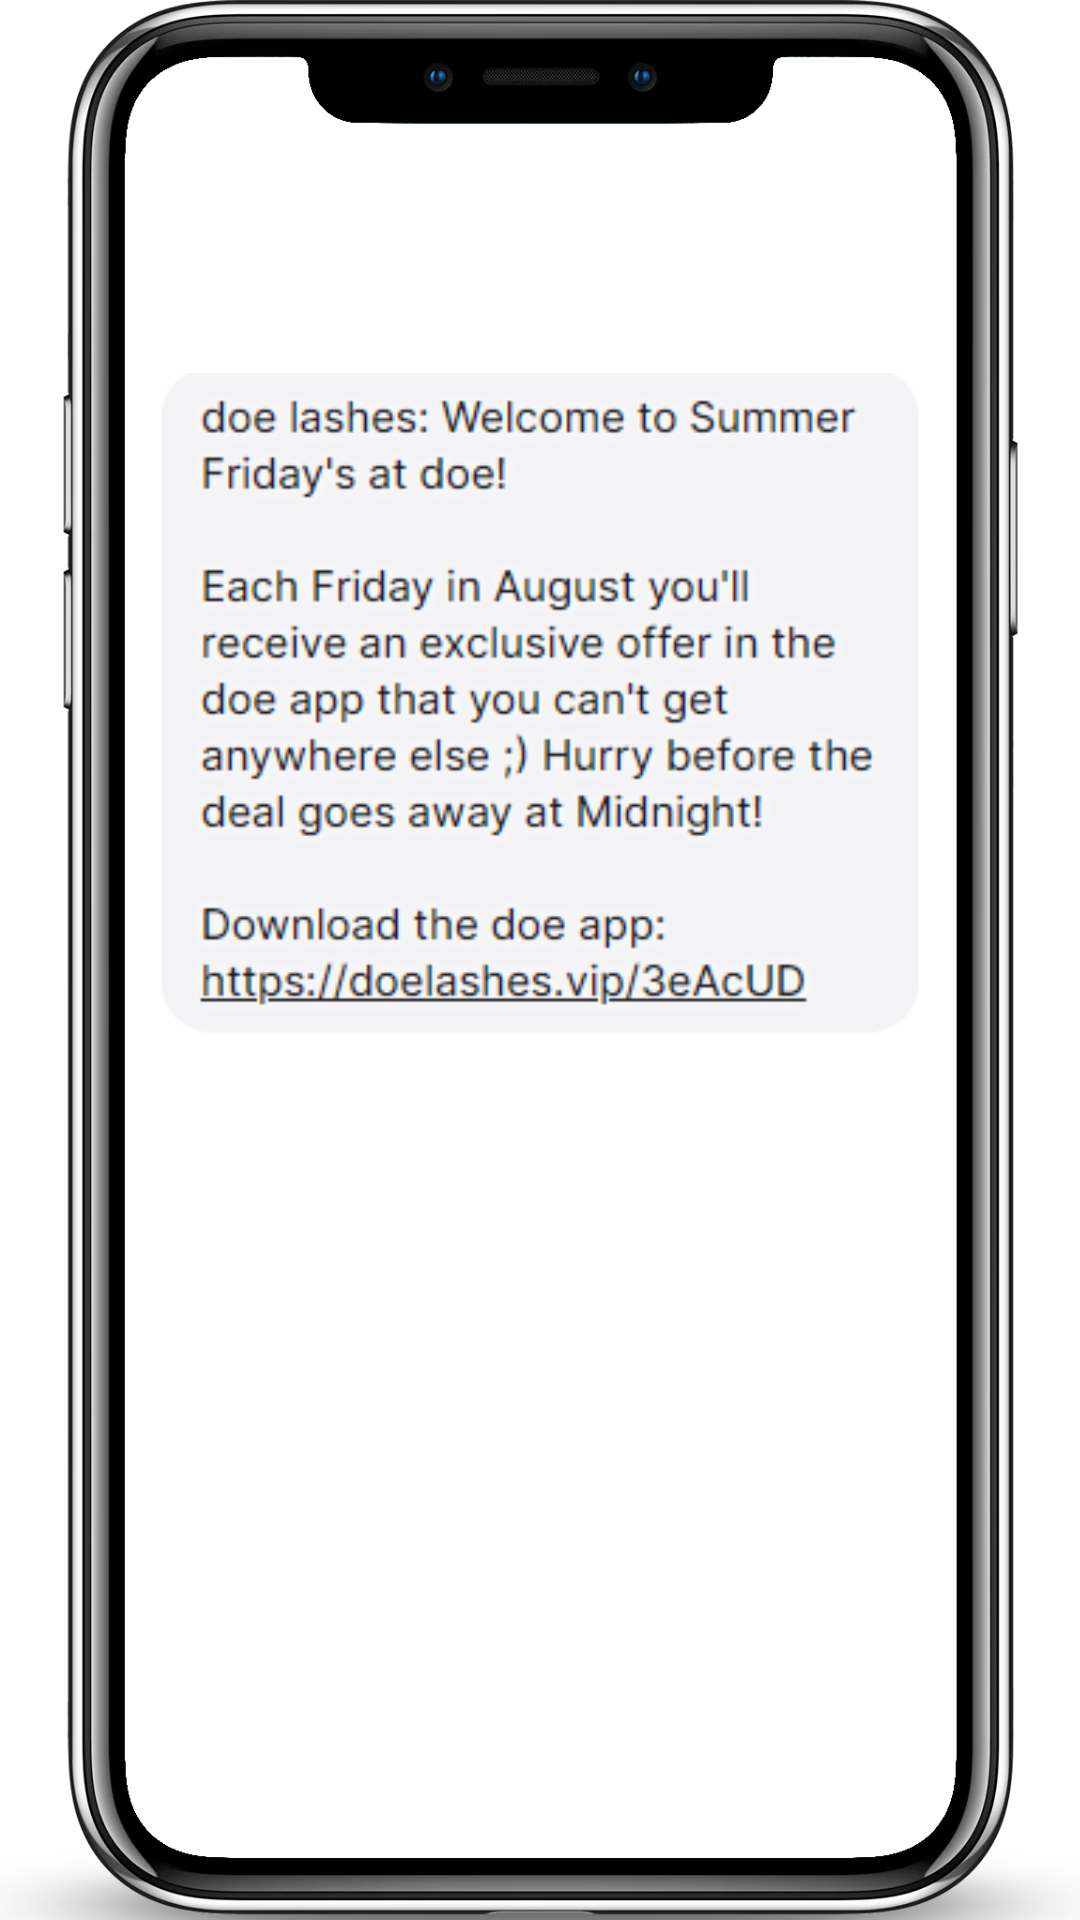 doe lashes: Welcome to Summer
Friday's at doe!
Each Friday in August you'll
receive an exclusive offer in the
doe app that you can't get
anywhere else ;) Hurry before the
deal goes away at Midnight!
Download the doe app:
https://doelashes.vip/3eAcUD